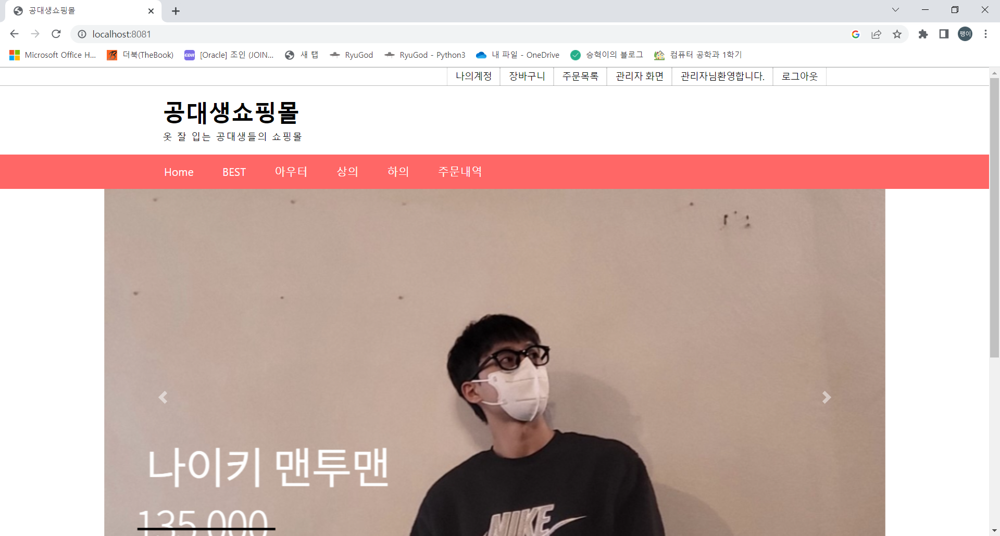 공대생쇼핑몰
localhost:8081
팽이
Microsoft Office H...
더북(TheBook)
GDH
[Oracle] 조인 (JOIN...
새 탭
RyuGod
RyuGod - Python3
내 파일 - OneDrive
승혁이의 블로그
컴퓨터 공학과 1학기
나의계정
장바구니
주문목록
관리자 화면
관리자님환영합니다.
로그아웃
공대생쇼핑몰
옷 잘 입는 공대생들의 쇼핑몰
Home
BEST
아우터
상의
하의
주문내역
나이키 맨투맨
135,000
NIKE